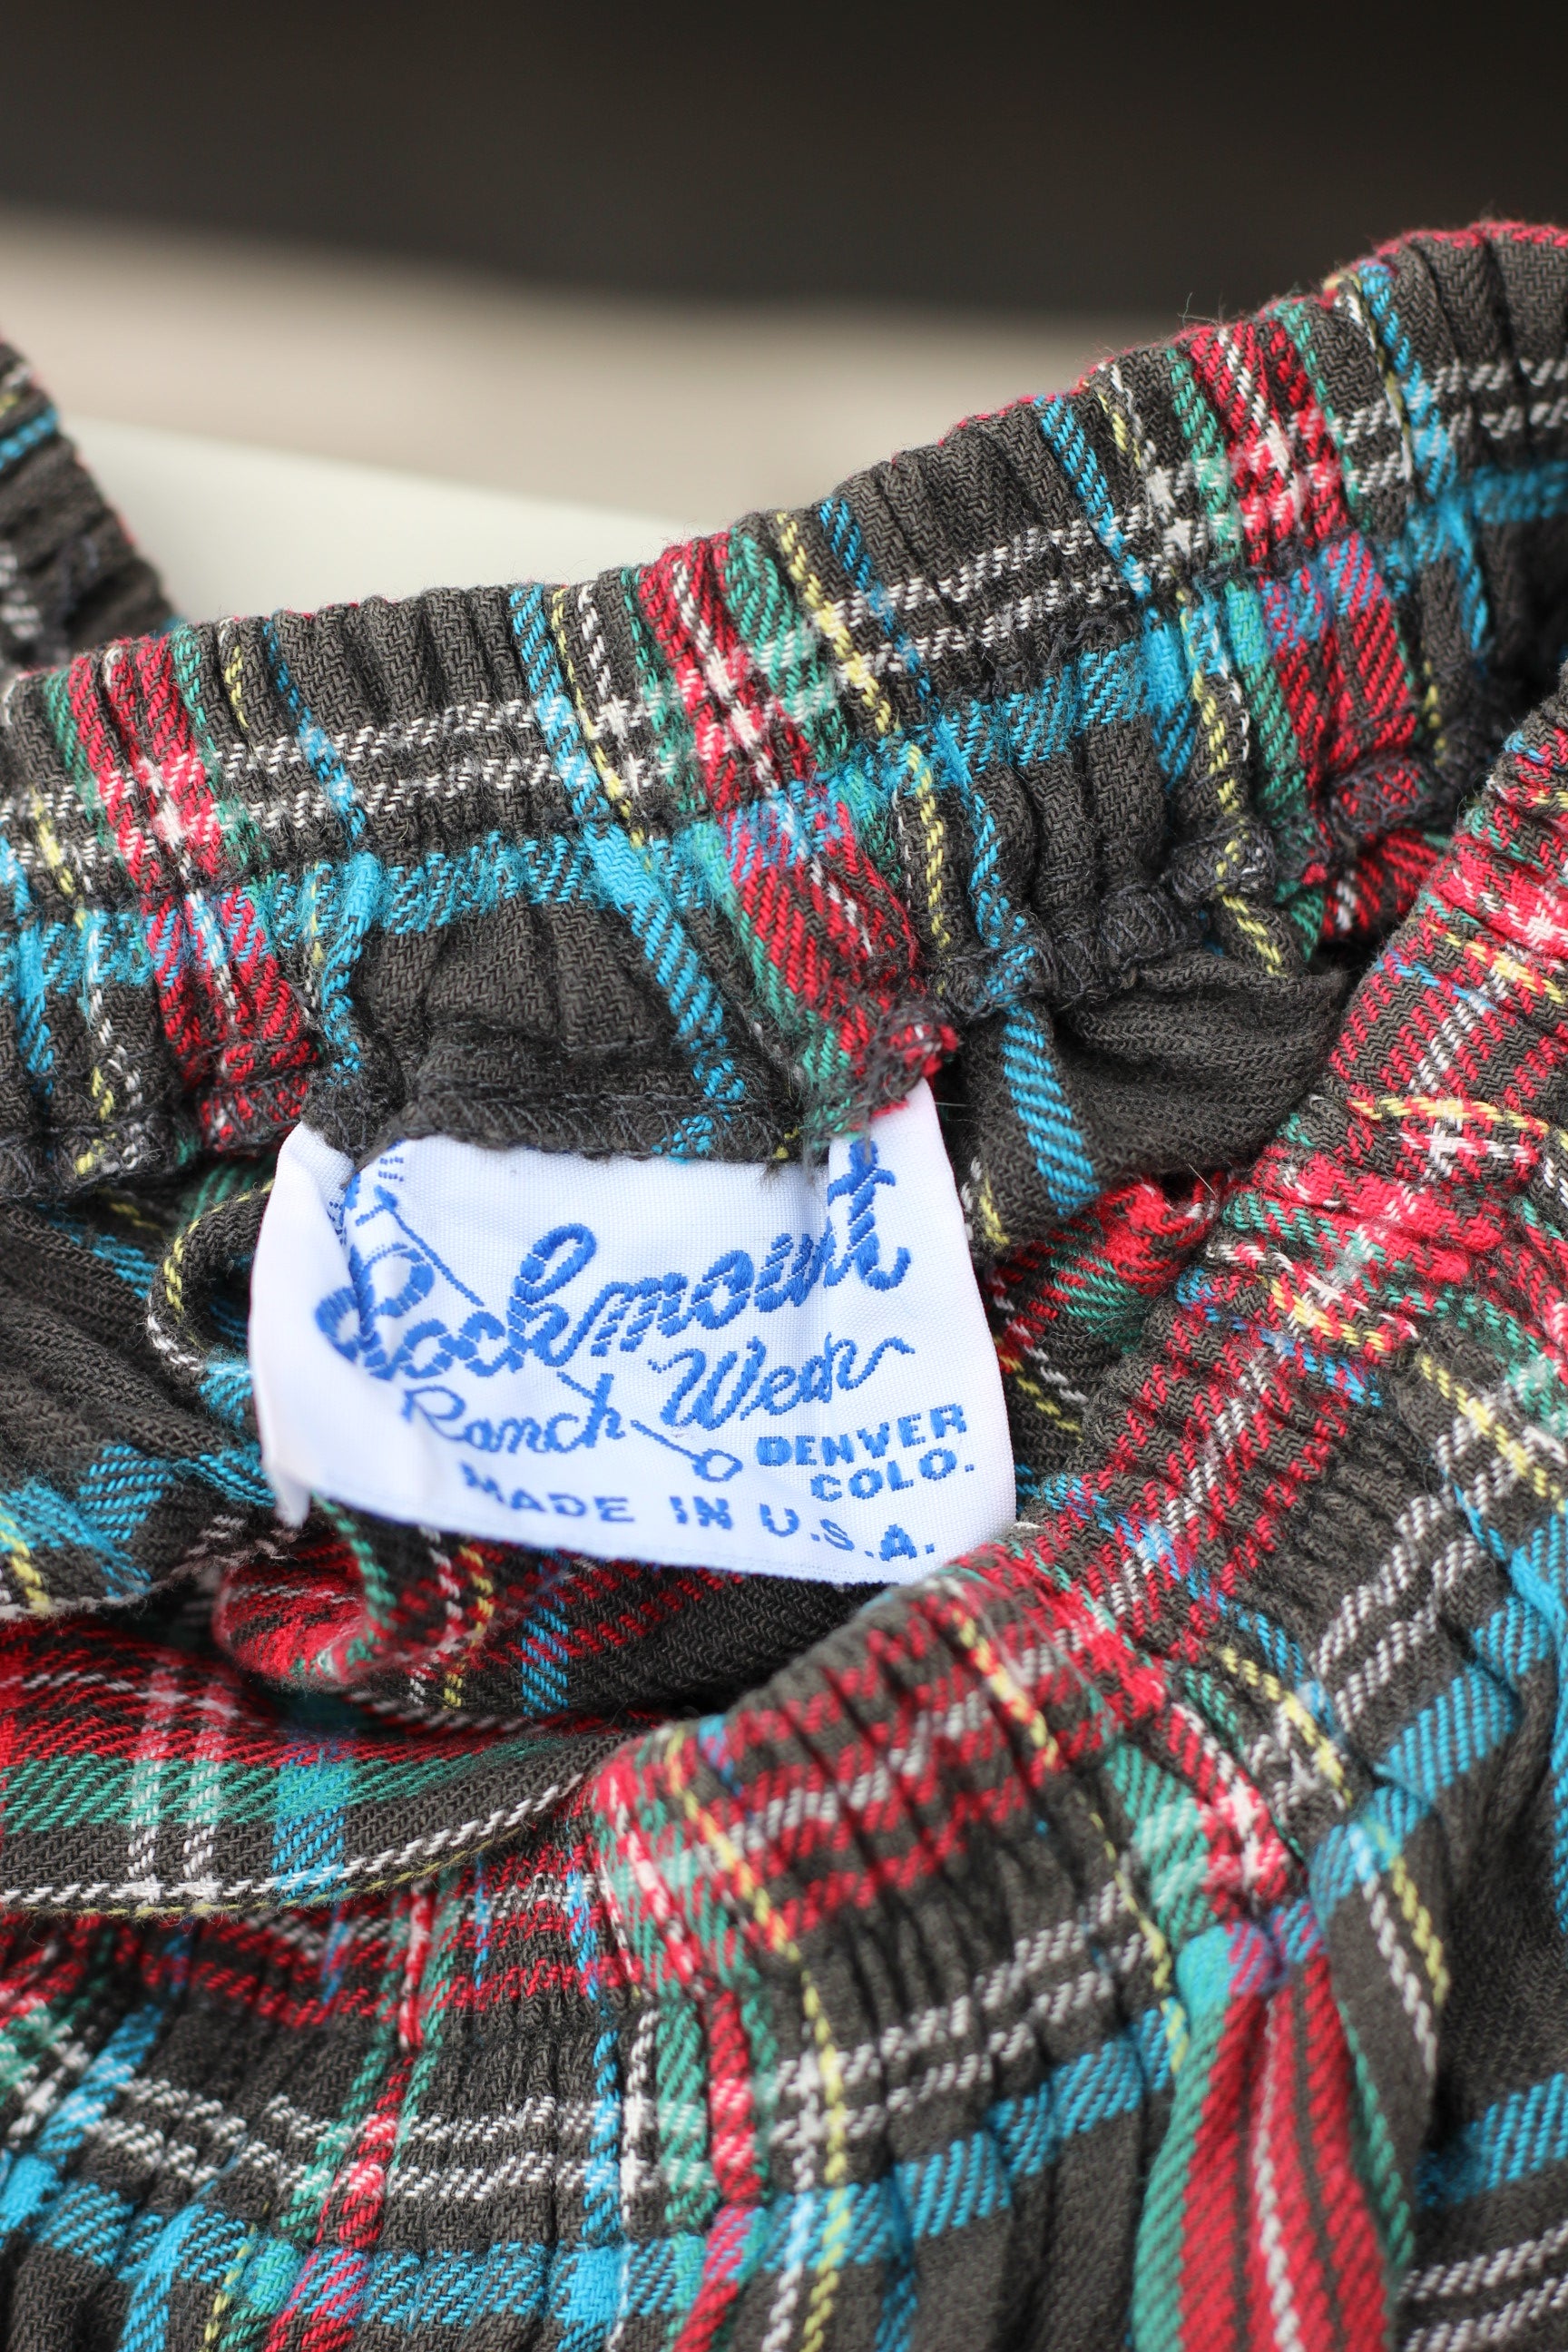 Rockmount
Ranch Wear
DENVER
COLO.
MADE IN U.S.A.